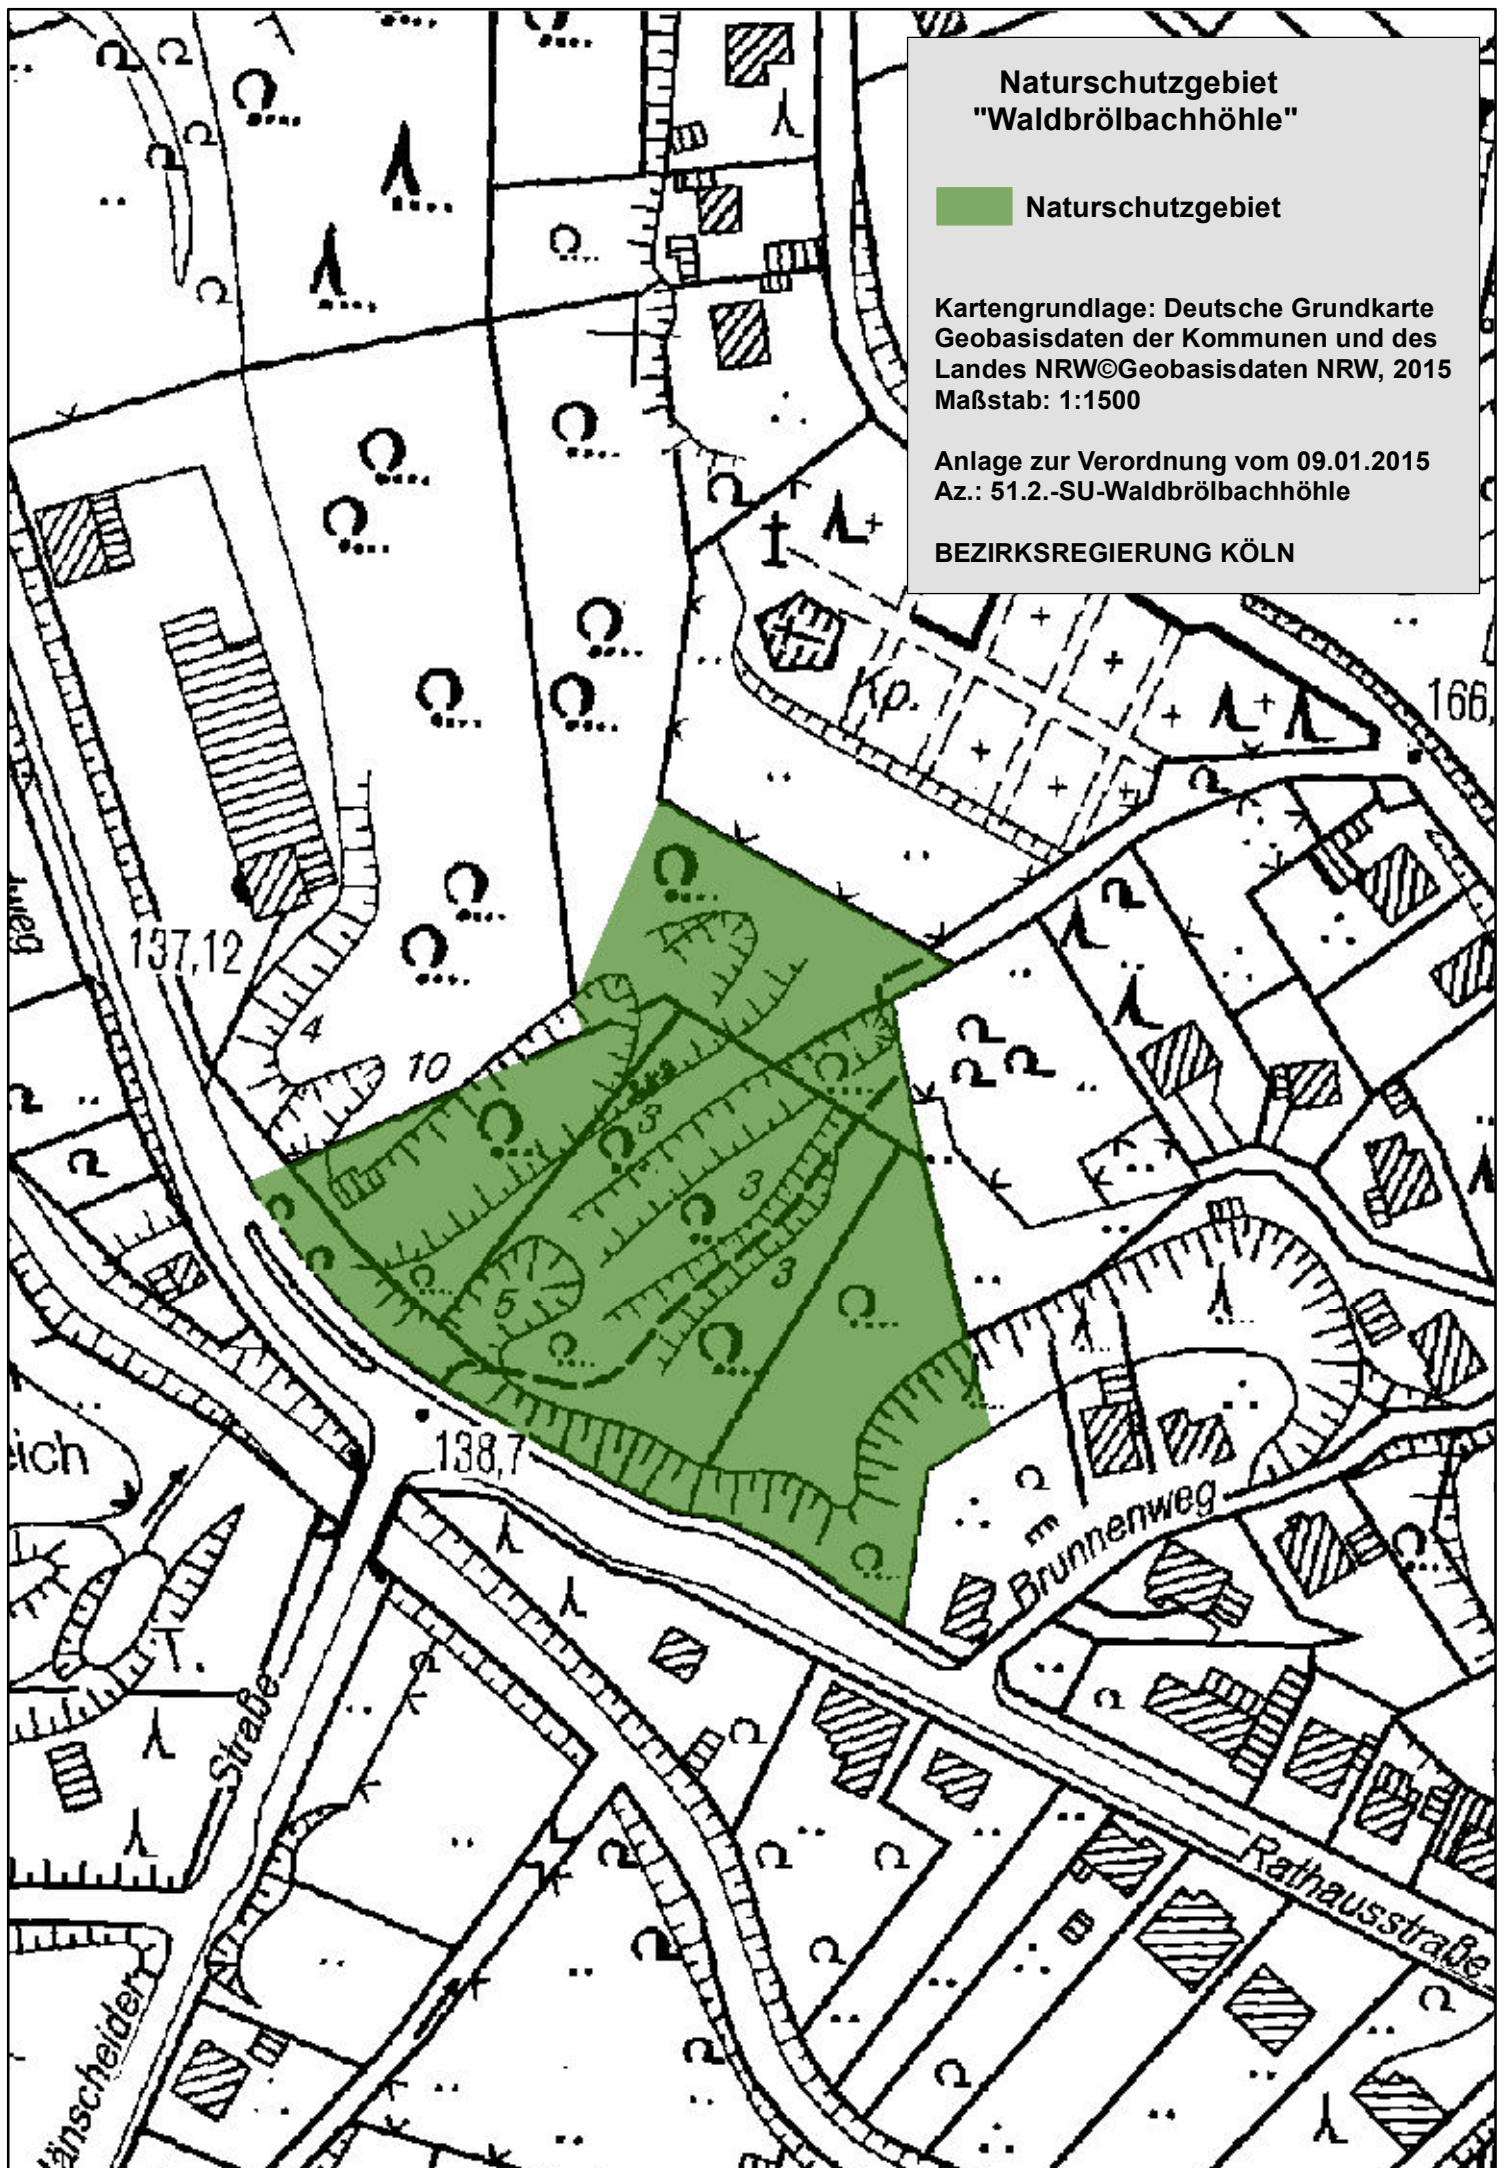 Naturschutzgebiet
"Waldbrölbachhöhle"
Naturschutzgebiet
Kartengrundlage: Deutsche Grundkarte
Geobasisdaten der Kommunen und des
Landes NRW©Geobasisdaten NRW, 2015
Maßstab: 1:1500
Anlage zur Verordnung vom 09.01.2015
Az.: 51.2.-SU-Waldbrölbachhöhle
BEZIRKSREGIERUNG KÖLN
Kp.
166,
137,12
4
10
3
3
3
5
138,7
eich
Brunnenweg
Straße
Rathausstraße
änscheider